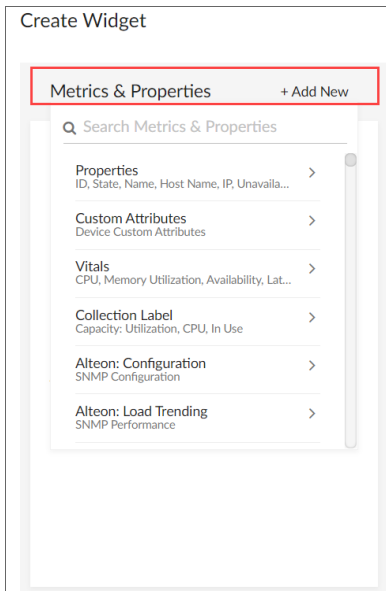 Create Widget
Metrics & Properties + Add New
Search Metrics & Properties
Properties
ID, State, Name, Host Name, IP, Unavaila...
Custom Attributes
Device Custom Attributes
Vitals
CPU, Memory Utilization, Availability, Lat...
Collection Label
Capacity: Utilization, CPU, In Use
Alteon: Configuration
SNMP Configuration
Alteon: Load Trending
SNMP Performance